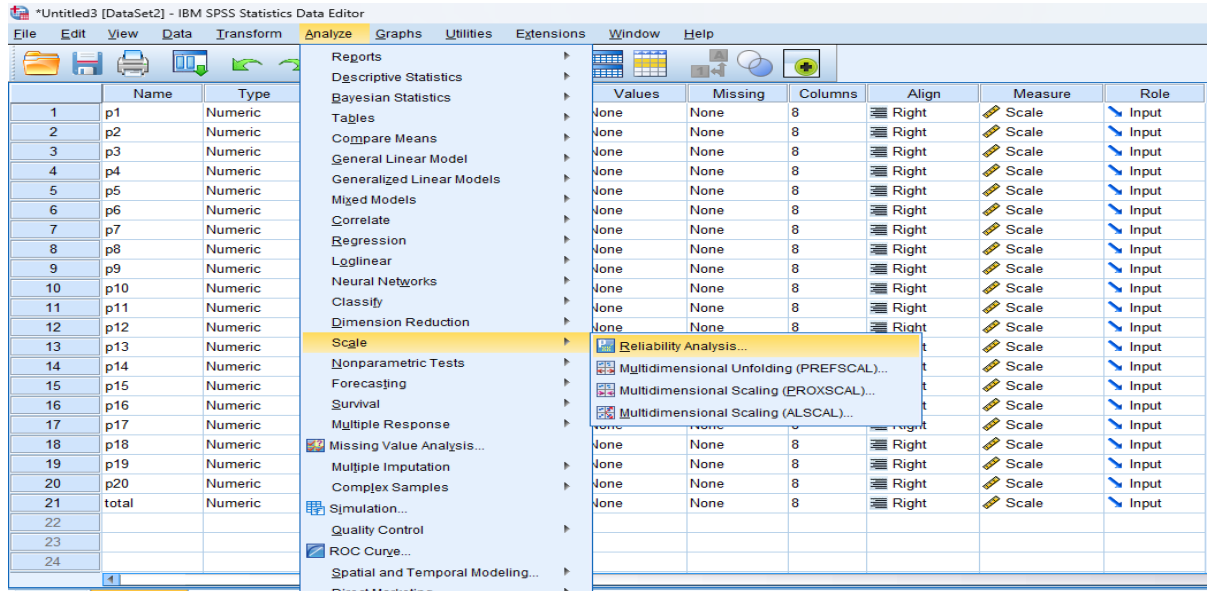 *Untitled3 [DataSet2] - IBM SPSS Statistics Data Editor
File Edit View Data Transform Analyze Graphs Utilities Extensions Window Help
Name Type Values Missing Columns Align Measure Role
1 p1 Numeric None None 8 Right Scale Input
2 p2 Numeric None None 8 Right Scale Input
3 p3 Numeric None None 8 Right Scale Input
4 p4 Numeric None None 8 Right Scale Input
5 p5 Numeric None None 8 Right Scale Input
6 p6 Numeric None None 8 Right Scale Input
7 p7 Numeric None None 8 Right Scale Input
8 p8 Numeric None None 8 Right Scale Input
9 p9 Numeric None None 8 Right Scale Input
10 p10 Numeric None None 8 Right Scale Input
11 p11 Numeric None None 8 Right Scale Input
12 p12 Numeric None None 8 Right Scale Input
13 p13 Numeric Scale Input
14 p14 Numeric Scale Input
15 p15 Numeric Scale Input
16 p16 Numeric Scale Input
17 p17 Numeric Scale Input
18 p18 Numeric None None 8 Right Scale Input
19 p19 Numeric None None 8 Right Scale Input
20 p20 Numeric None None 8 Right Scale Input
21 total Numeric None None 8 Right Scale Input
22
23
24
Reports
Descriptive Statistics
Bayesian Statistics
Tables
Compare Means
General Linear Model
Generalized Linear Models
Mixed Models
Correlate
Regression
Loglinear
Neural Networks
Classify
Dimension Reduction
Scale
Nonparametric Tests
Forecasting
Survival
Multiple Response
Missing Value Analysis...
Multiple Imputation
Complex Samples
Simulation...
Quality Control
ROC Curve...
Spatial and Temporal Modeling...
Reliability Analysis...
Multidimensional Unfolding (PREFSCAL)...
Multidimensional Scaling (PROXSCAL)...
Multidimensional Scaling (ALSCAL)...